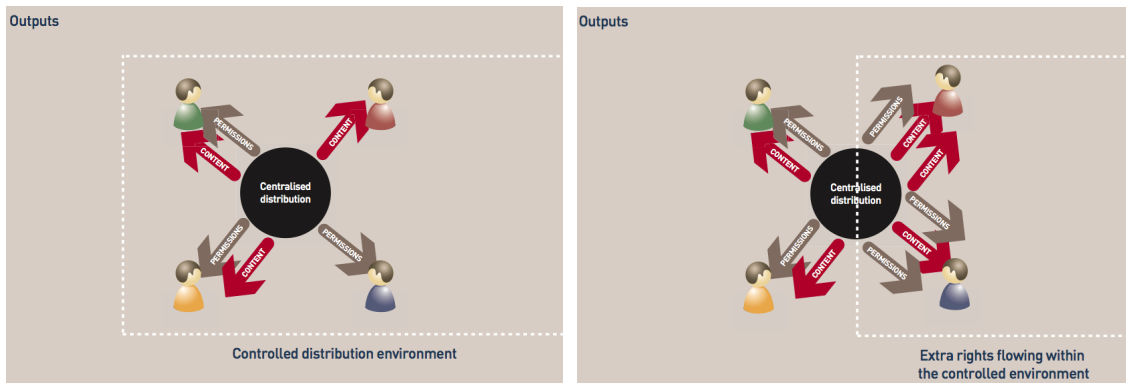 Outputs
PERMISSIONS
CONTENT
CONTENT
Centralised
distribution
PERMISSIONS
CONTENT
PERMISSIONS
Controlled distribution environment
Outputs
PERMISSIONS
CONTENT
PERMISSIONS
CONTENT
CONTENT
Centralised
distribution
PERMISSIONS
CONTENT
PERMISSIONS
CONTENT
PERMISSIONS
Extra rights flowing within
the controlled environment